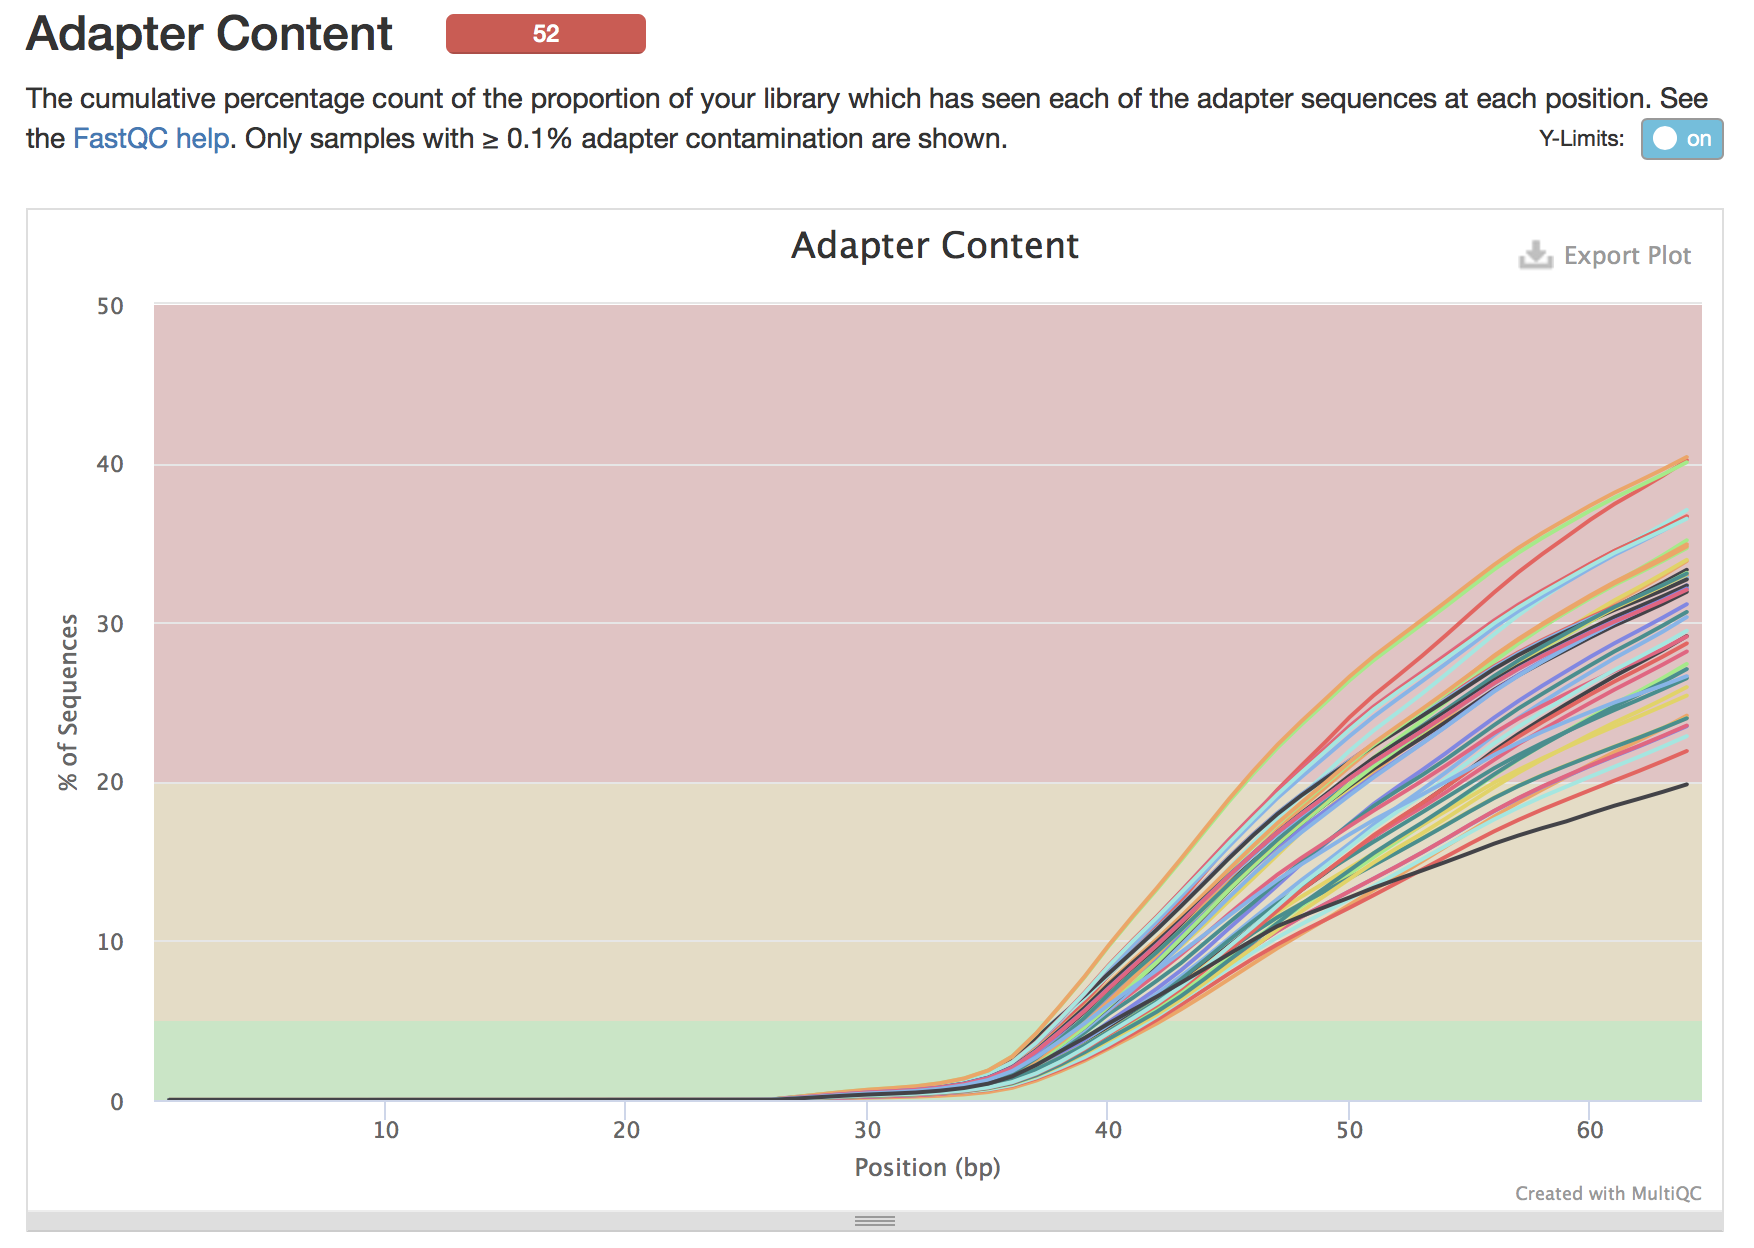 Adapter Content 52
The cumulative percentage count of the proportion of your library which has seen each of the adapter sequences at each position. See
the FastQC help. Only samples with ≥ 0.1% adapter contamination are shown.
Y-Limits: on
Adapter Content
Export Plot
50
40
30
20
10
0
% of Sequences
10 20 30 40 50 60
Position (bp)
Created with MultiQC